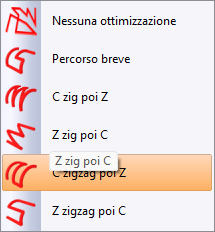 Nessuna ottimizzazione
Percorso breve
C zig poi Z
Z zig poi C
Z zig poi C
C zigzag poi Z
Z zigzag poi C